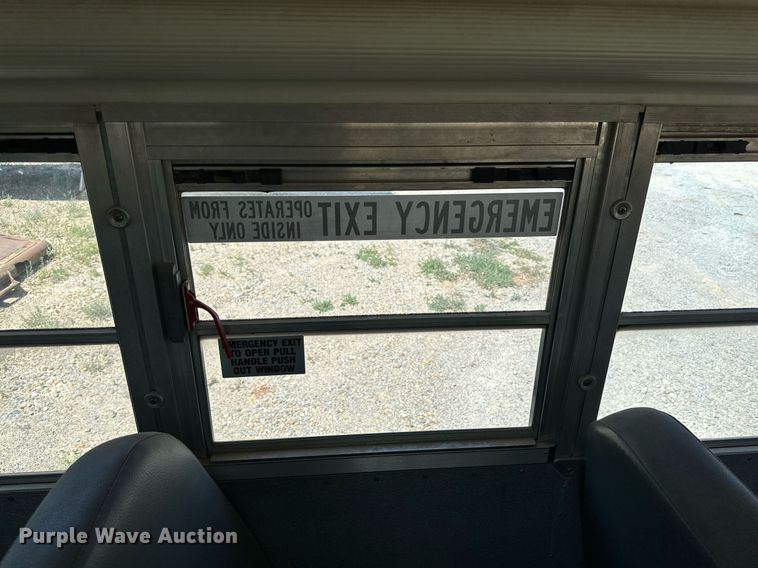 EMERGENCY EXIT OPERATES FROM
INSIDE ONLY
EMERGENCY EXIT
TO OPEN PULL
HANDLE PUSH
OUT WINDOW
Purple Wave Auction